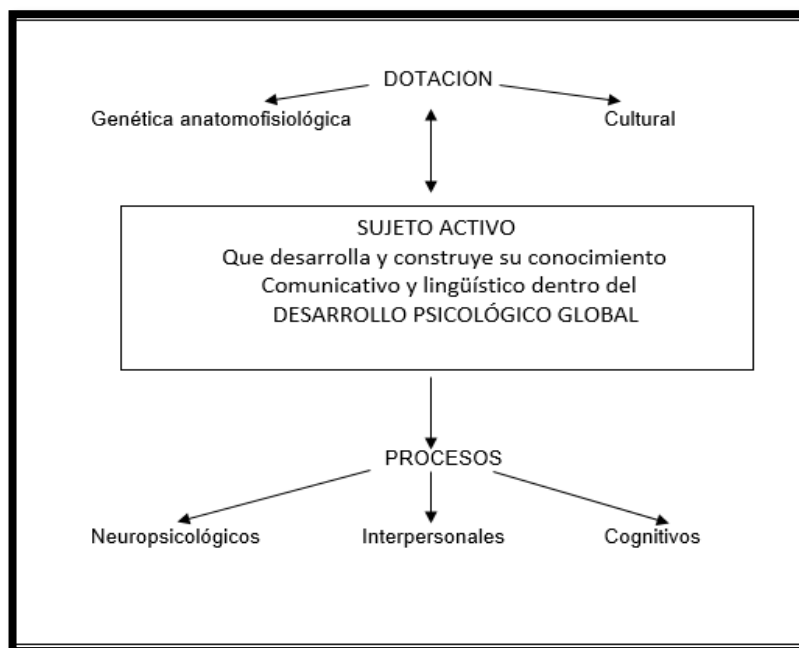 DOTACION
Genética anatomofisiológica
Cultural
SUJETO ACTIVO
Que desarrolla y construye su conocimiento
Comunicativo y lingüístico dentro del
DESARROLLO PSICOLÓGICO GLOBAL
PROCESOS
Neuropsicológicos
Interpersonales
Cognitivos